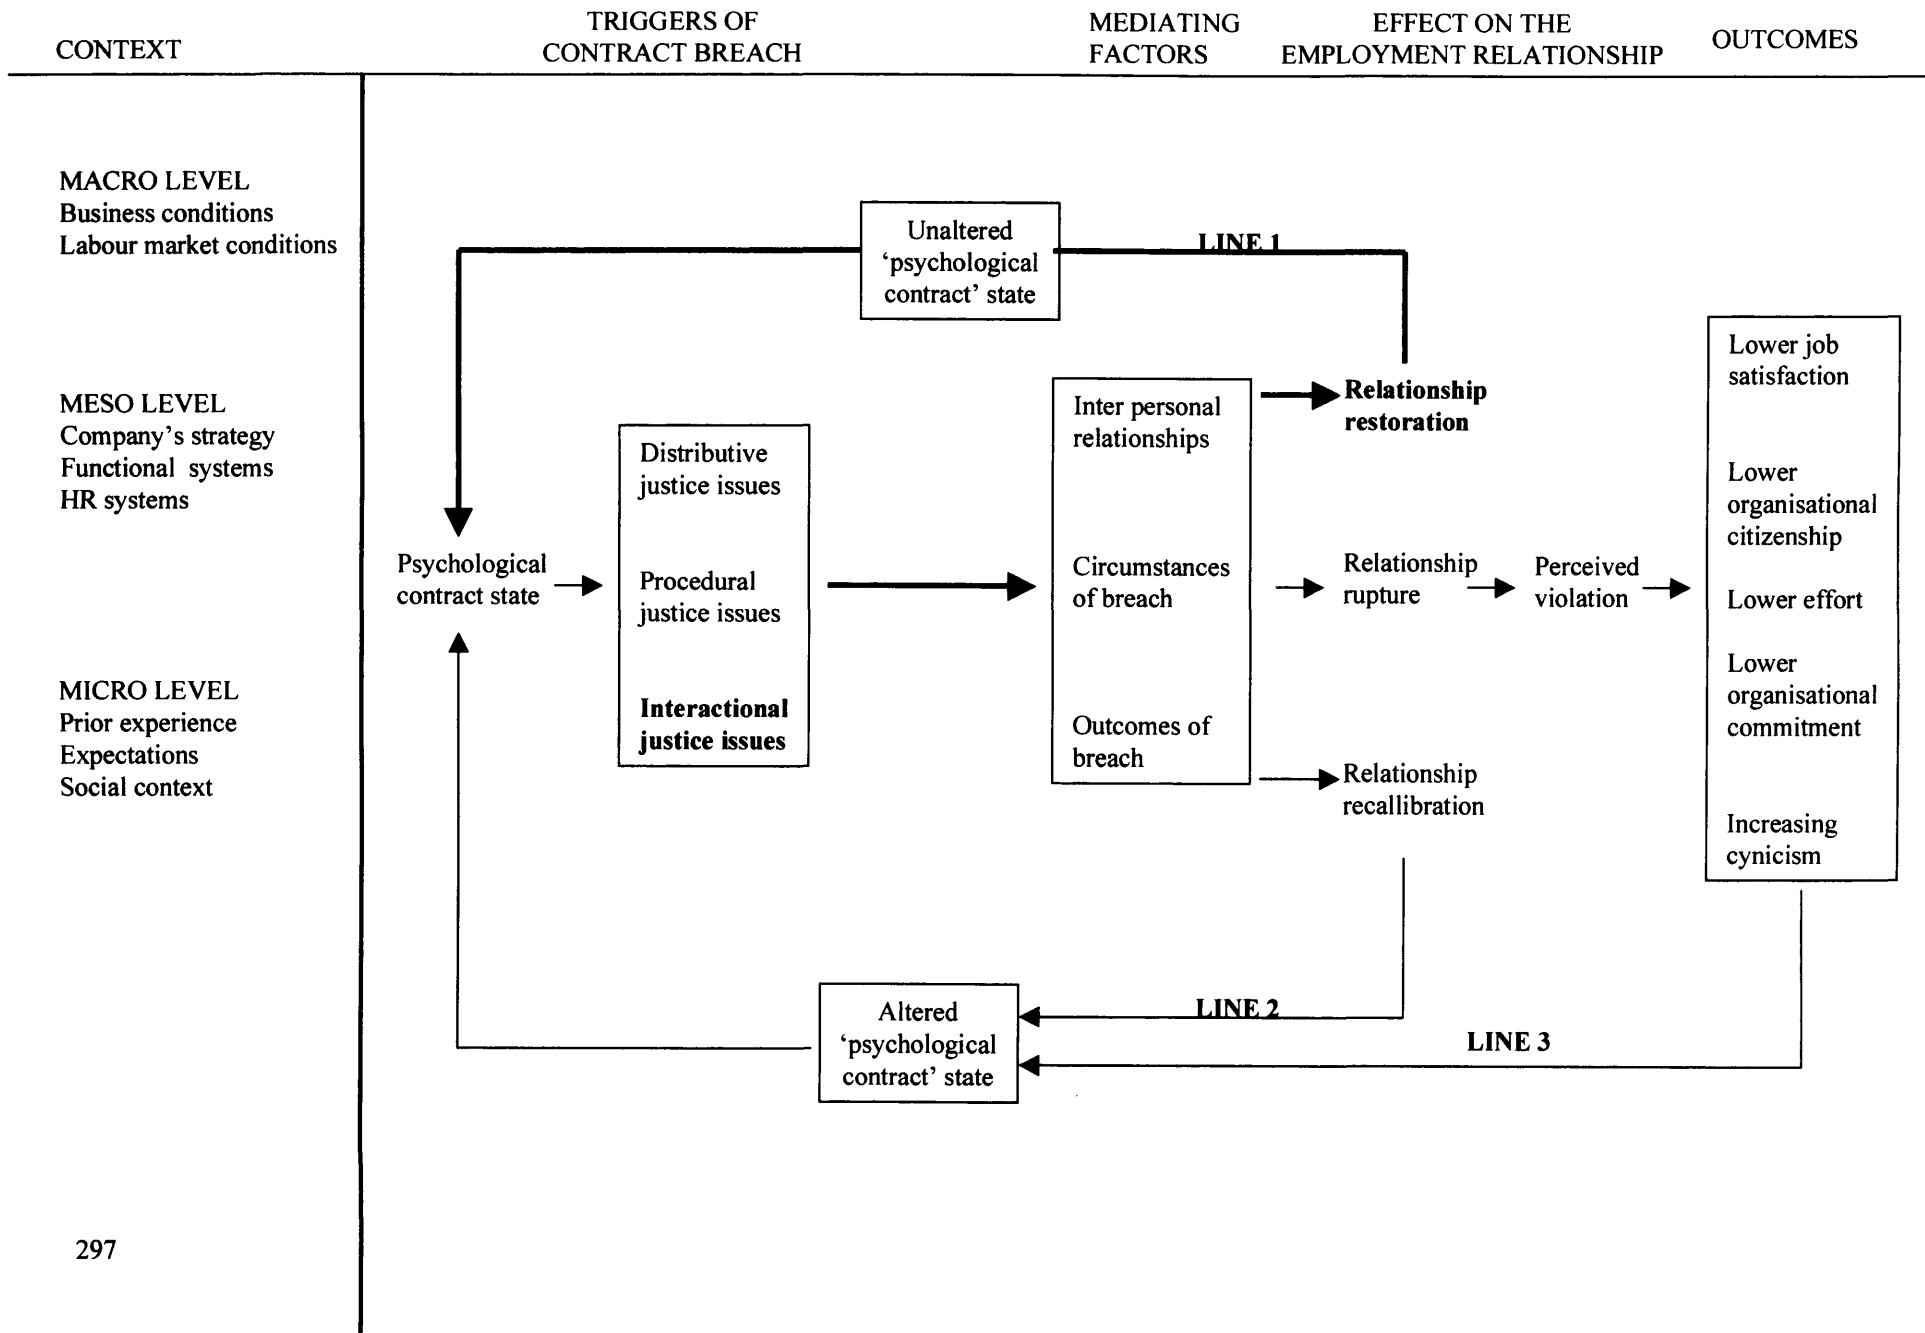 CONTEXT
TRIGGERS OF
CONTRACT BREACH
MEDIATING
FACTORS
EFFECT ON THE
EMPLOYMENT RELATIONSHIP
OUTCOMES
MACRO LEVEL
Business conditions
Labour market conditions
MESO LEVEL
Company's strategy
Functional systems
HR systems
MICRO LEVEL
Prior experience
Expectations
Social context
Unaltered
‘psychological
contract’ state
LINE 1
Psychological
contract state
Distributive
justice issues
Procedural
justice issues
Interactional
justice issues
Inter personal
relationships
Circumstances
of breach
Outcomes of
breach
Relationship
restoration
Relationship
rupture
Perceived
violation
Relationship
recallibration
Lower job
satisfaction
Lower
organisational
citizenship
Lower effort
Lower
organisational
commitment
Increasing
cynicism
Altered
‘psychological
contract’ state
LINE 2
LINE 3
297